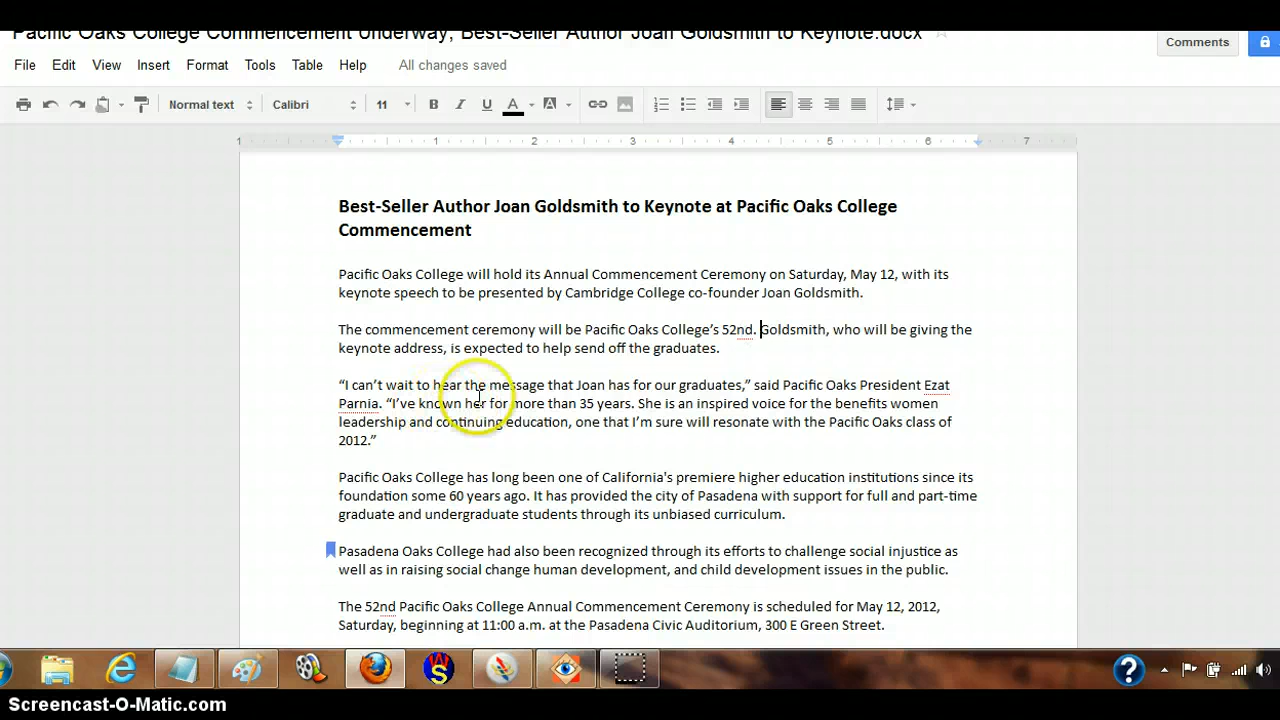 Pacific Oaks College Commencement Underway, Best-Seller Author Joan Goldsmith to Keynote.docx
Comments
File Edit View Insert Format Tools Table Help All changes saved
Normal text Calibri 11 B I U A A
1 1 2 3 4 5 6 7
Best-Seller Author Joan Goldsmith to Keynote at Pacific Oaks College
Commencement
Pacific Oaks College will hold its Annual Commencement Ceremony on Saturday, May 12, with its
keynote speech to be presented by Cambridge College co-founder Joan Goldsmith.
The commencement ceremony will be Pacific Oaks College’s 52nd. Goldsmith, who will be giving the
keynote address, is expected to help send off the graduates.
“I can’t wait to hear the message that Joan has for our graduates,” said Pacific Oaks President Ezat
Parnia. “I’ve known her for more than 35 years. She is an inspired voice for the benefits women
leadership and continuing education, one that I’m sure will resonate with the Pacific Oaks class of
2012.”
Pacific Oaks College has long been one of California's premiere higher education institutions since its
foundation some 60 years ago. It has provided the city of Pasadena with support for full and part-time
graduate and undergraduate students through its unbiased curriculum.
Pasadena Oaks College had also been recognized through its efforts to challenge social injustice as
well as in raising social change human development, and child development issues in the public.
The 52nd Pacific Oaks College Annual Commencement Ceremony is scheduled for May 12, 2012,
Saturday, beginning at 11:00 a.m. at the Pasadena Civic Auditorium, 300 E Green Street.
WS
Screencast-O-Matic.com